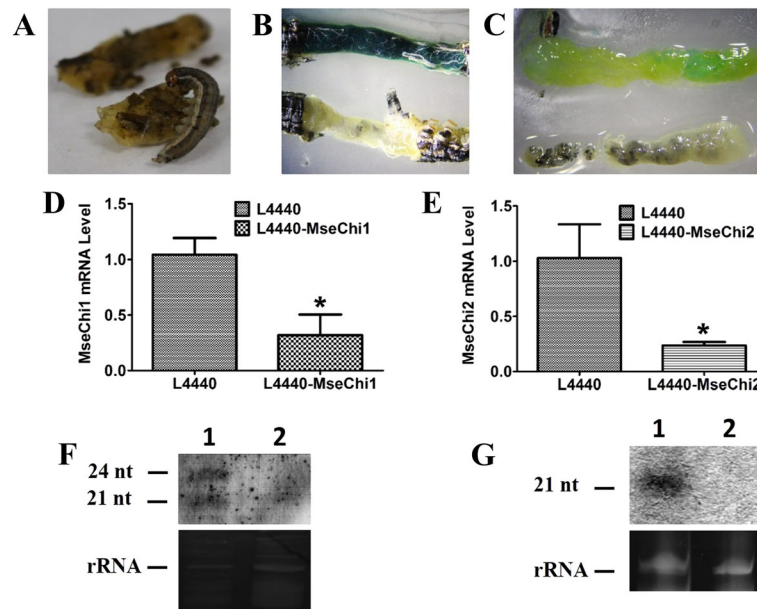 A
B
C
D
MseChi1 mRNA Level
1.5
1.0
0.5
0.0
L4440
L4440-MseChi1
*
L4440
L4440-MseChi1
E
MseChi2 mRNA Level
1.5
1.0
0.5
0.0
L4440
L4440-MseChi2
*
L4440
L4440-MseChi2
F
1 2
24 nt
21 nt
rRNA
G
1 2
21 nt
rRNA